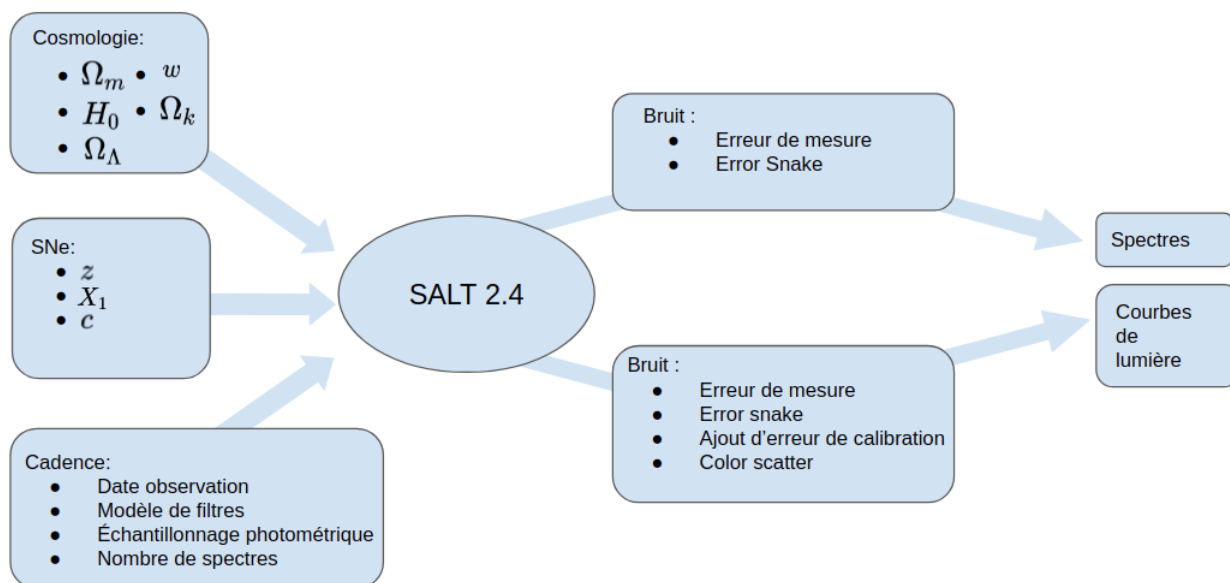 Cosmologie:
• Ωₘ • w
• H₀ • Ωₖ
• Ω_Λ
SNe:
• z
• X₁
• c
Cadence:
● Date observation
● Modèle de filtres
● Échantillonnage photométrique
● Nombre de spectres
SALT 2.4
Bruit :
● Erreur de mesure
● Error Snake
Bruit :
● Erreur de mesure
● Error snake
● Ajout d’erreur de calibration
● Color scatter
Spectres
Courbes
de
lumière